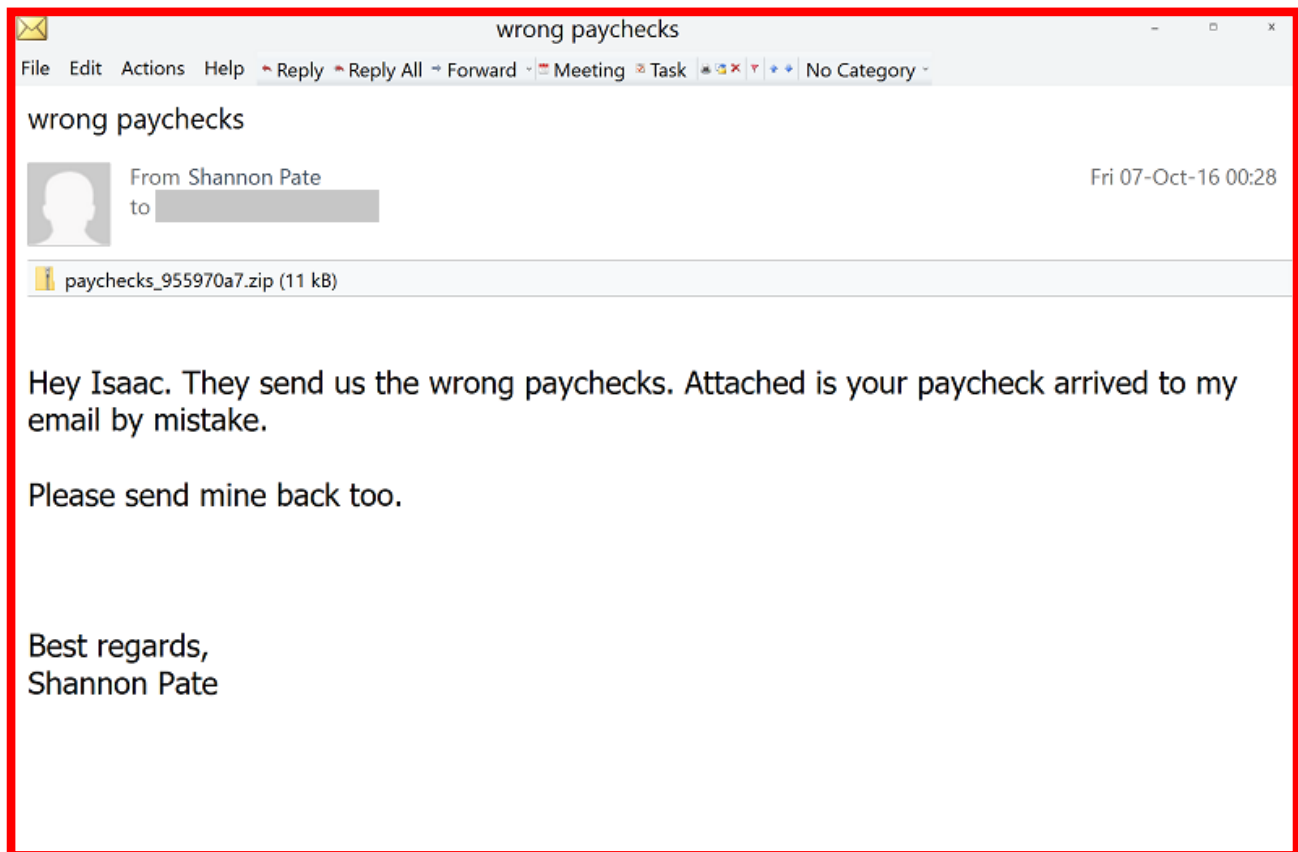 wrong paychecks
File Edit Actions Help Reply Reply All Forward Meeting Task No Category
wrong paychecks
From Shannon Pate
Fri 07-Oct-16 00:28
to
paychecks_955970a7.zip (11 kB)
Hey Isaac. They send us the wrong paychecks. Attached is your paycheck arrived to my
email by mistake.
Please send mine back too.
Best regards,
Shannon Pate